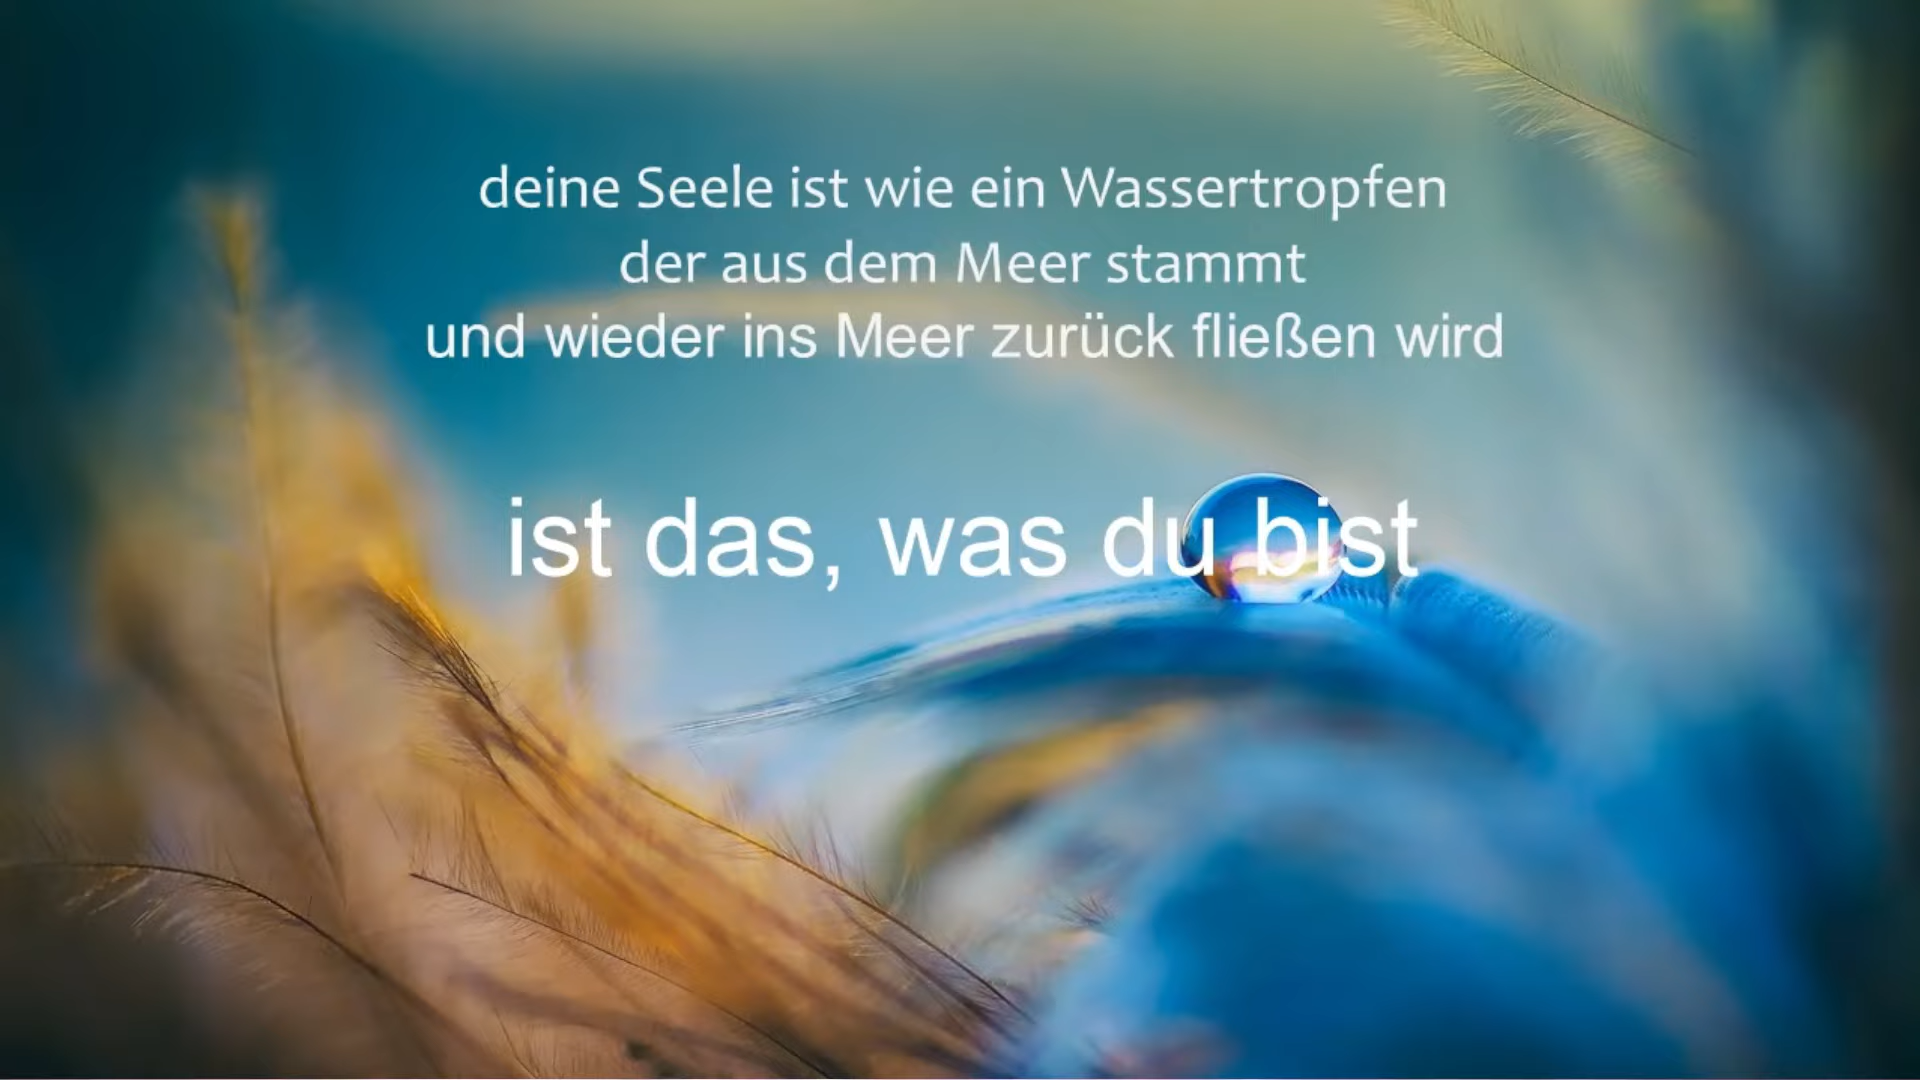 deine Seele ist wie ein Wassertropfen
der aus dem Meer stammt
und wieder ins Meer zurück fließen wird
ist das, was du bist